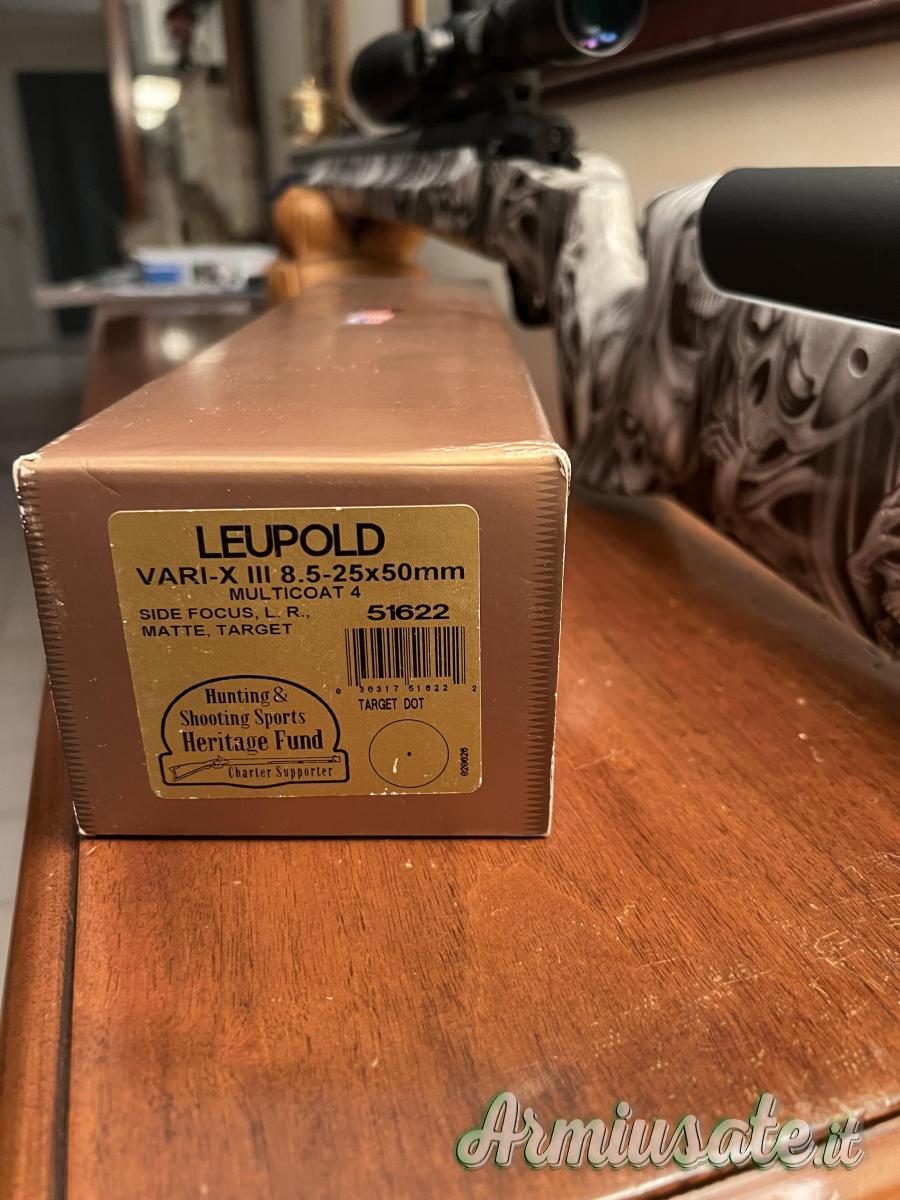 LEUPOLD
VARI-X III 8.5-25x50mm
MULTICOAT 4
SIDE FOCUS, L. R.,
MATTE, TARGET
51622
0 30317 51622 2
TARGET DOT
Hunting &
Shooting Sports
Heritage Fund
Charter Supporter
020626
Armiusate.it